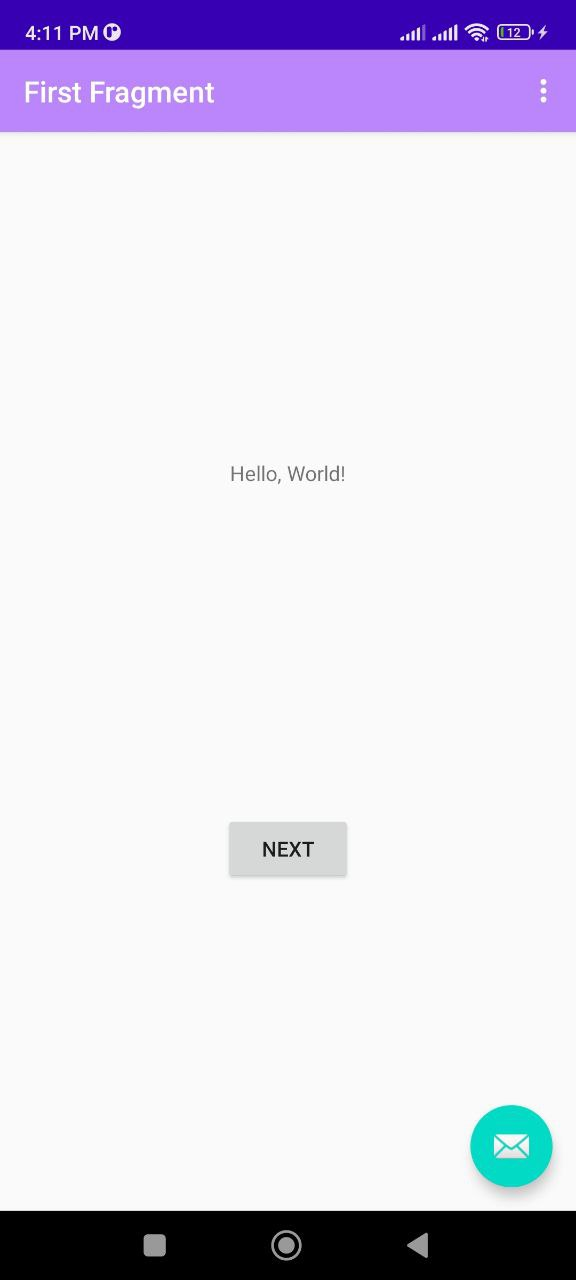 4:11 PM
12
First Fragment
Hello, World!
NEXT